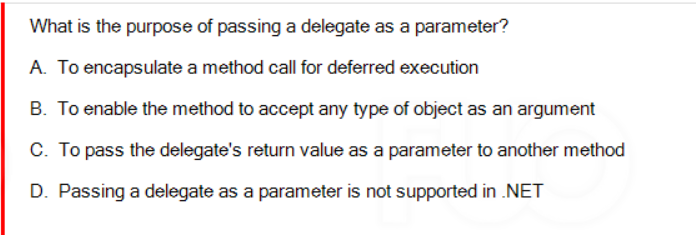 What is the purpose of passing a delegate as a parameter?
A. To encapsulate a method call for deferred execution
B. To enable the method to accept any type of object as an argument
C. To pass the delegate's return value as a parameter to another method
D. Passing a delegate as a parameter is not supported in .NET